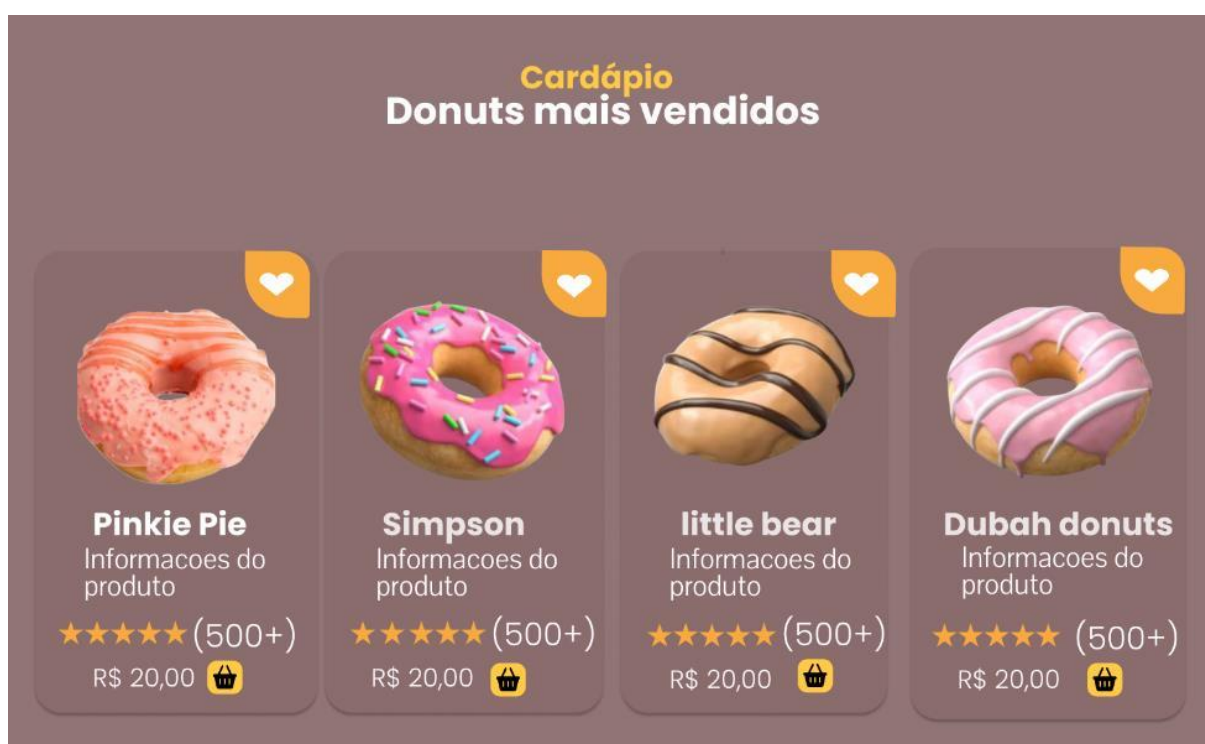 Cardápio
Donuts mais vendidos
Pinkie Pie
Informacoes do
produto
(500+)
R$ 20,00
Simpson
Informacoes do
produto
(500+)
R$ 20,00
little bear
Informacoes do
produto
(500+)
R$ 20,00
Dubah donuts
Informacoes do
produto
(500+)
R$ 20,00